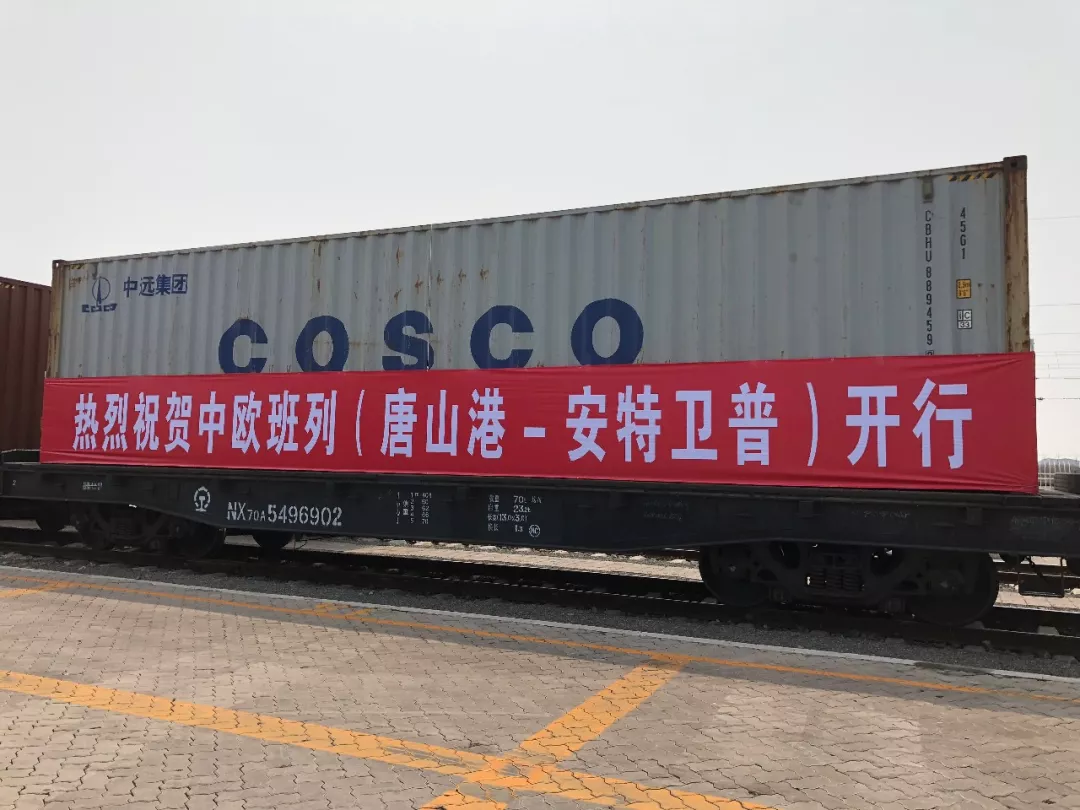 中远集团
COSCO
CBHU 889459
45G1
热烈祝贺中欧班列（唐山港－安特卫普）开行
NX70A 5496902
70t